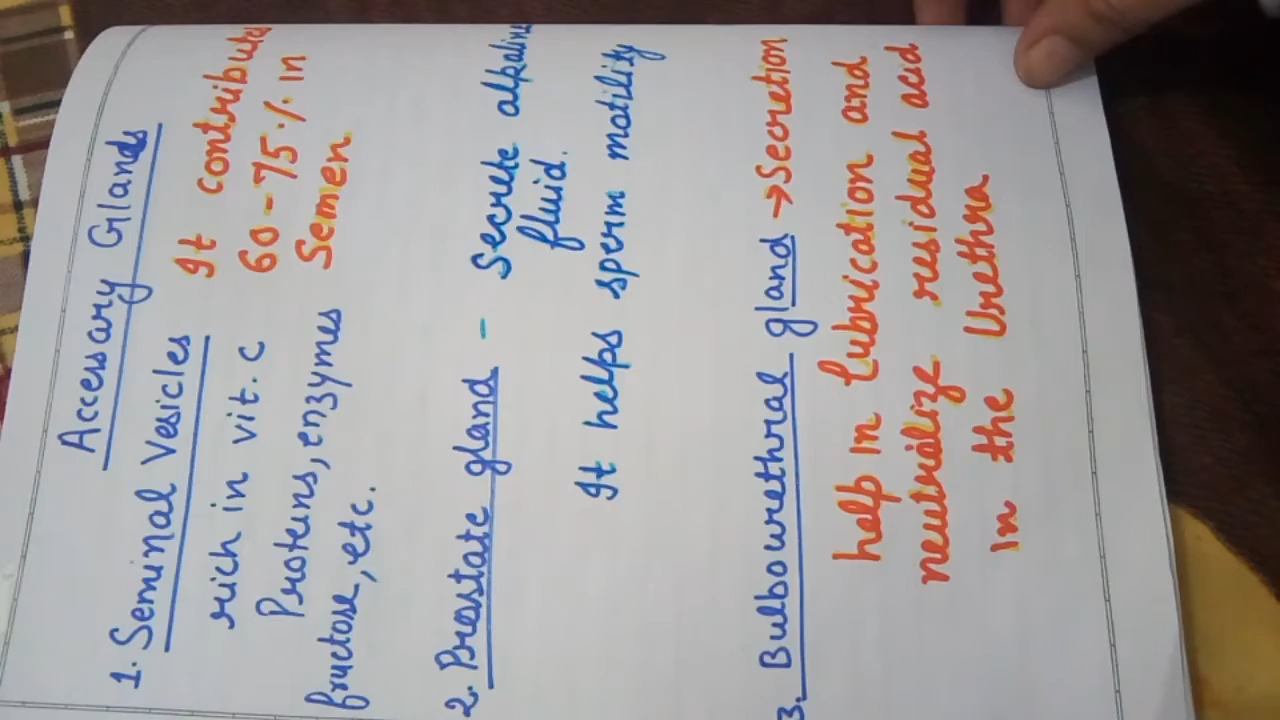 Accessary Glands
1. Seminal Vesicles
It contributes
rich in vit. C
60-75% in
Proteins, enzymes
Semen
fructose, etc.
2. Prostate gland - Secrete alkaline
fluid.
It helps sperm motility
3. Bulbourethral gland → Secretion
help in lubrication and
neutralize residual acid
in the Urethra